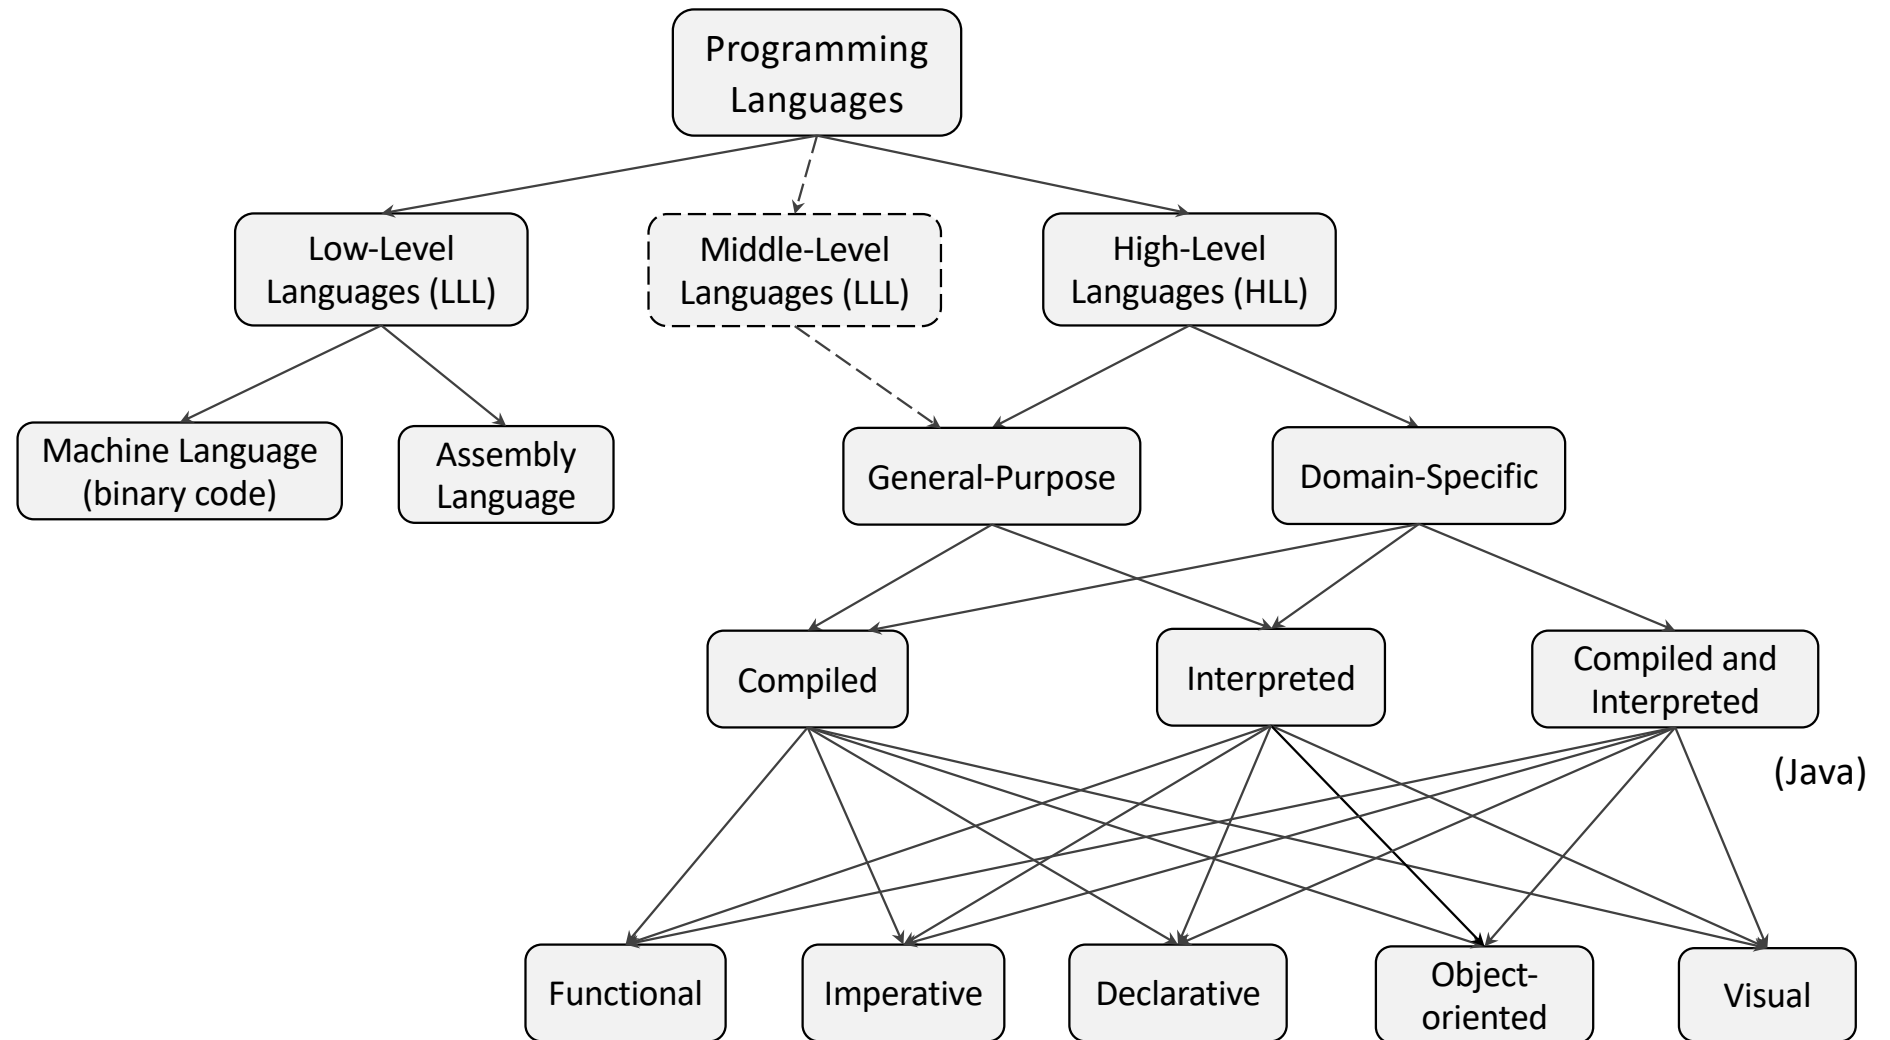 Programming
Languages
Low-Level
Languages (LLL)
Middle-Level
Languages (LLL)
High-Level
Languages (HLL)
Machine Language
(binary code)
Assembly
Language
General-Purpose
Domain-Specific
Compiled
Interpreted
Compiled and
Interpreted
(Java)
Functional
Imperative
Declarative
Object-
oriented
Visual